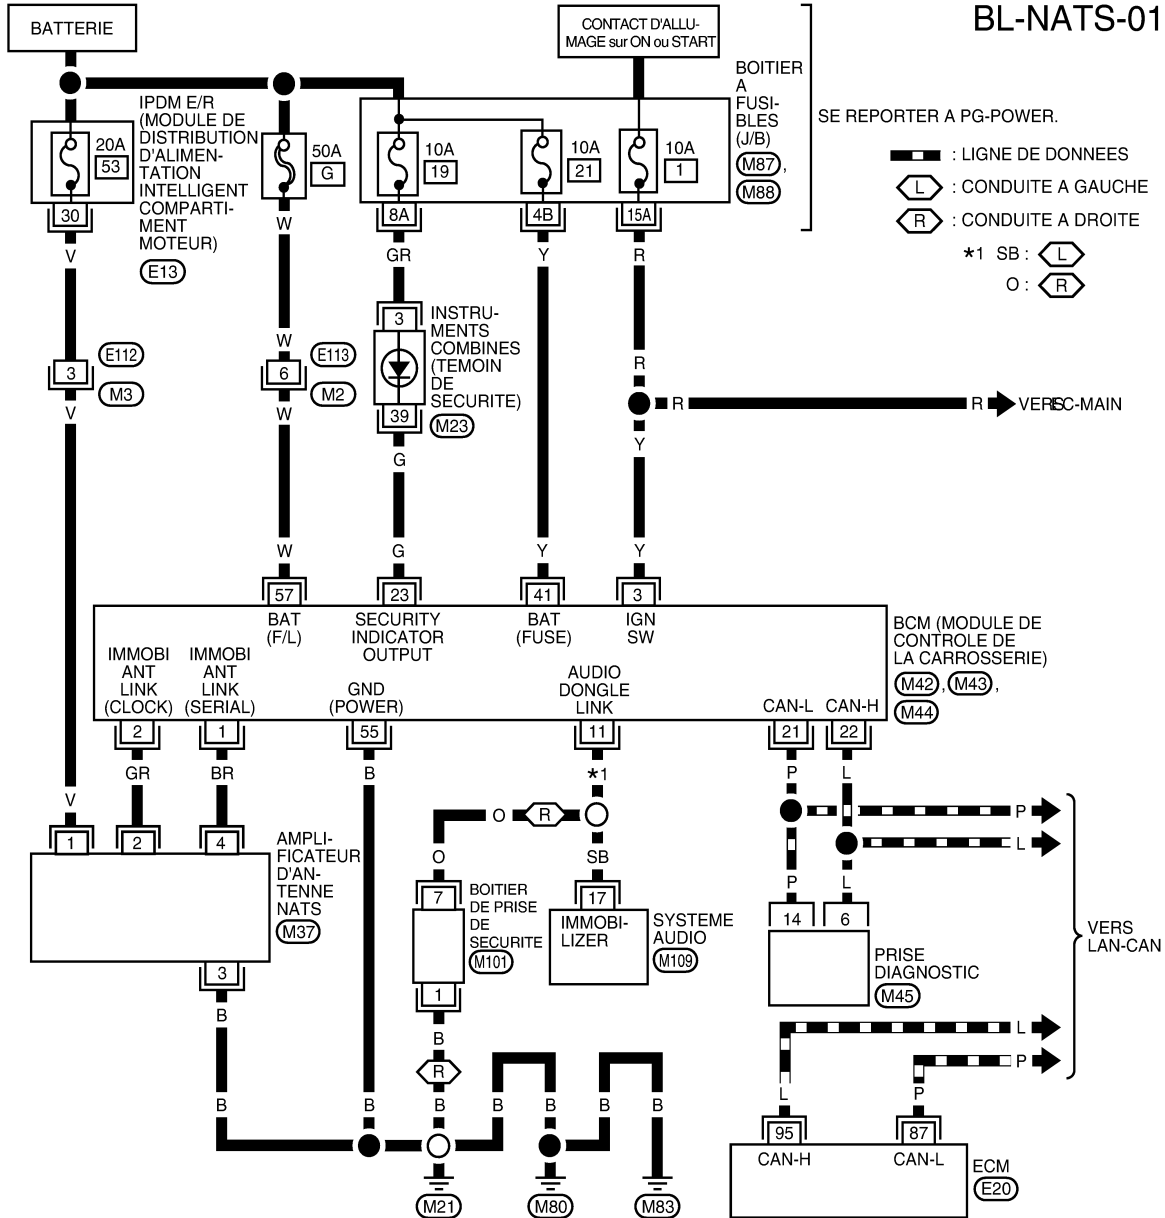 BL-NATS-01
BATTERIE
CONTACT D'ALLU-
MAGE sur ON ou START
BOITIER
A
FUSI-
BLES
(J/B)
M87 ,
M88
SE REPORTER A PG-POWER.
: LIGNE DE DONNEES
L : CONDUITE A GAUCHE
R : CONDUITE A DROITE
*1 SB : L
O : R
IPDM E/R
(MODULE DE
DISTRIBUTION
D'ALIMEN-
TATION
INTELLIGENT
COMPARTI-
MENT
MOTEUR)
E13
20A
53
50A
G
10A
19
10A
21
10A
1
30
8A
4B
15A
V
W
GR
Y
R
3
INSTRU-
MENTS
COMBINES
(TEMOIN
DE
SECURITE)
M23
39
W
R
3
E112
M3
6
E113
M2
V
W
R
R
VERS
EC-MAIN
G
Y
W
G
Y
Y
57
23
41
3
BAT
(F/L)
SECURITY
INDICATOR
OUTPUT
BAT
(FUSE)
IGN
SW
BCM (MODULE DE
CONTROLE DE
LA CARROSSERIE)
M42 , M43 ,
M44
IMMOBI
ANT
LINK
(CLOCK)
IMMOBI
ANT
LINK
(SERIAL)
GND
(POWER)
AUDIO
DONGLE
LINK
CAN-L
CAN-H
2
1
55
11
21
22
GR
BR
B
*1
P
L
V
O
R
P
L
1
2
4
AMPLI-
FICATEUR
D'AN-
TENNE
NATS
M37
O
SB
P
L
7
BOITIER
DE PRISE
DE
SECURITE
M101
17
IMMOBI-
LIZER
SYSTEME
AUDIO
M109
14
6
PRISE
DIAGNOSTIC
M45
VERS
LAN-CAN
3
1
B
B
R
L
P
L
P
B
B
B
B
B
B
B
95
87
CAN-H
CAN-L
ECM
E20
M21
M80
M83